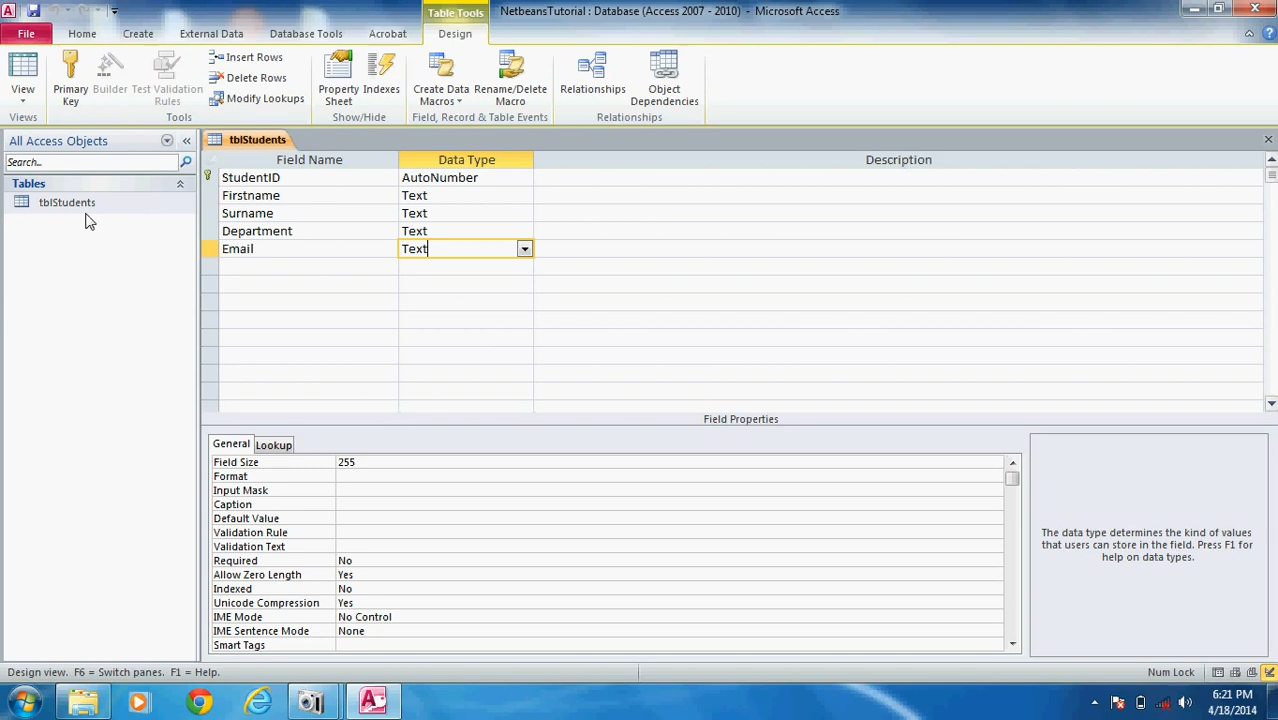 Table Tools
NetbeansTutorial : Database (Access 2007 - 2010) - Microsoft Access
File Home Create External Data Database Tools Acrobat Design
View
Primary Key
Builder
Test Validation Rules
Insert Rows
Delete Rows
Modify Lookups
Property Sheet
Indexes
Create Data Macros
Rename/Delete Macro
Relationships
Object Dependencies
Views Tools Show/Hide Field, Record & Table Events Relationships
All Access Objects
Search...
Tables
tblStudents
tblStudents
Field Name Data Type Description
StudentID AutoNumber
Firstname Text
Surname Text
Department Text
Email Text
Field Properties
General Lookup
Field Size 255
Format
Input Mask
Caption
Default Value
Validation Rule
Validation Text
Required No
Allow Zero Length Yes
Indexed No
Unicode Compression Yes
IME Mode No Control
IME Sentence Mode None
Smart Tags
The data type determines the kind of values
that users can store in the field. Press F1 for
help on data types.
Design view. F6 = Switch panes. F1 = Help.
Num Lock
6:21 PM
4/18/2014